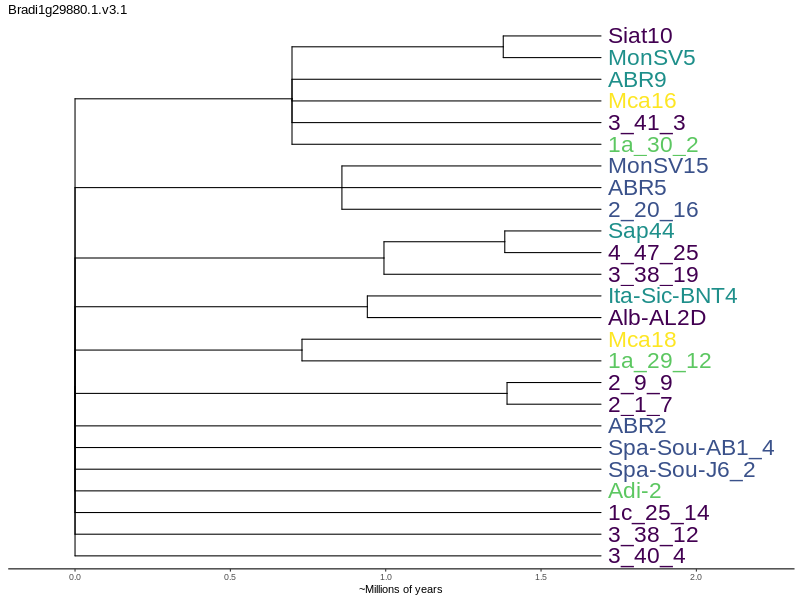 Bradi1g29880.1.v3.1
Siat10
MonSV5
ABR9
Mca16
3_41_3
1a_30_2
MonSV15
ABR5
2_20_16
Sap44
4_47_25
3_38_19
Ita-Sic-BNT4
Alb-AL2D
Mca18
1a_29_12
2_9_9
2_1_7
ABR2
Spa-Sou-AB1_4
Spa-Sou-J6_2
Adi-2
1c_25_14
3_38_12
3_40_4
0.0 0.5 1.0 1.5 2.0
~Millions of years